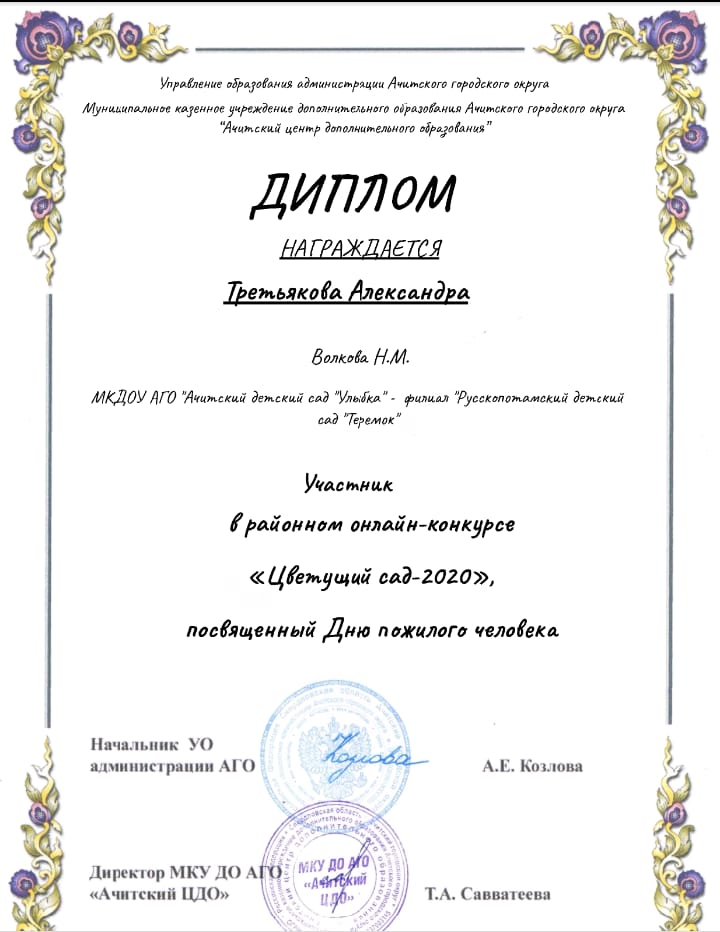 Управление образования администрации Ачитского городского округа
Муниципальное казенное учреждение дополнительного образования Ачитского городского округа
"Ачитский центр дополнительного образования"
ДИПЛОМ
НАГРАЖДАЕТСЯ
Третьякова Александра
Волкова Н.М.
МКДОУ АГО "Ачитский детский сад "Улыбка" - филиал "Русскопотамский детский
сад "Теремок"
Участник
в районном онлайн-конкурсе
«Цветущий сад-2020»,
посвященный Дню пожилого человека
Начальник УО
администрации АГО
А.Е. Козлова
Директор МКУ ДО АГО
«Ачитский ЦДО»
Т.А. Савватеева
МКУ ДО АГО
«Ачитский
ЦДО»